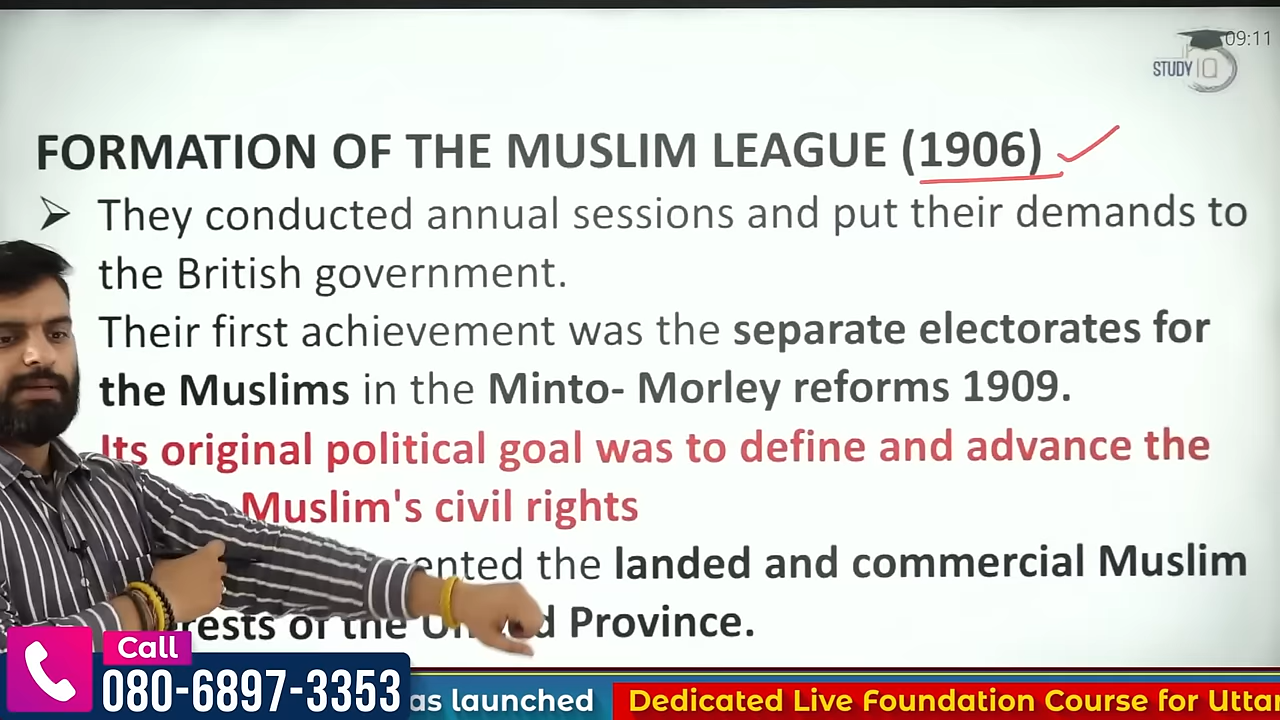 09:11
STUDY IQ
FORMATION OF THE MUSLIM LEAGUE (1906)
They conducted annual sessions and put their demands to
the British government.
Their first achievement was the separate electorates for
the Muslims in the Minto- Morley reforms 1909.
Its original political goal was to define and advance the
Muslim's civil rights
the landed and commercial Muslim
of the Province.
Call
080-6897-3353
launched
Dedicated Live Foundation Course for